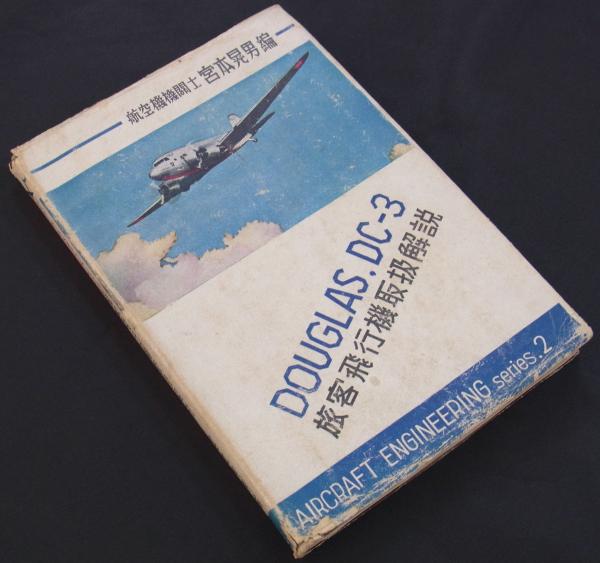 航空機機関士 宮本晃男編
DOUGLAS. DC-3
旅客飛行機取扱解説
AIRCRAFT ENGINEERING series. 2